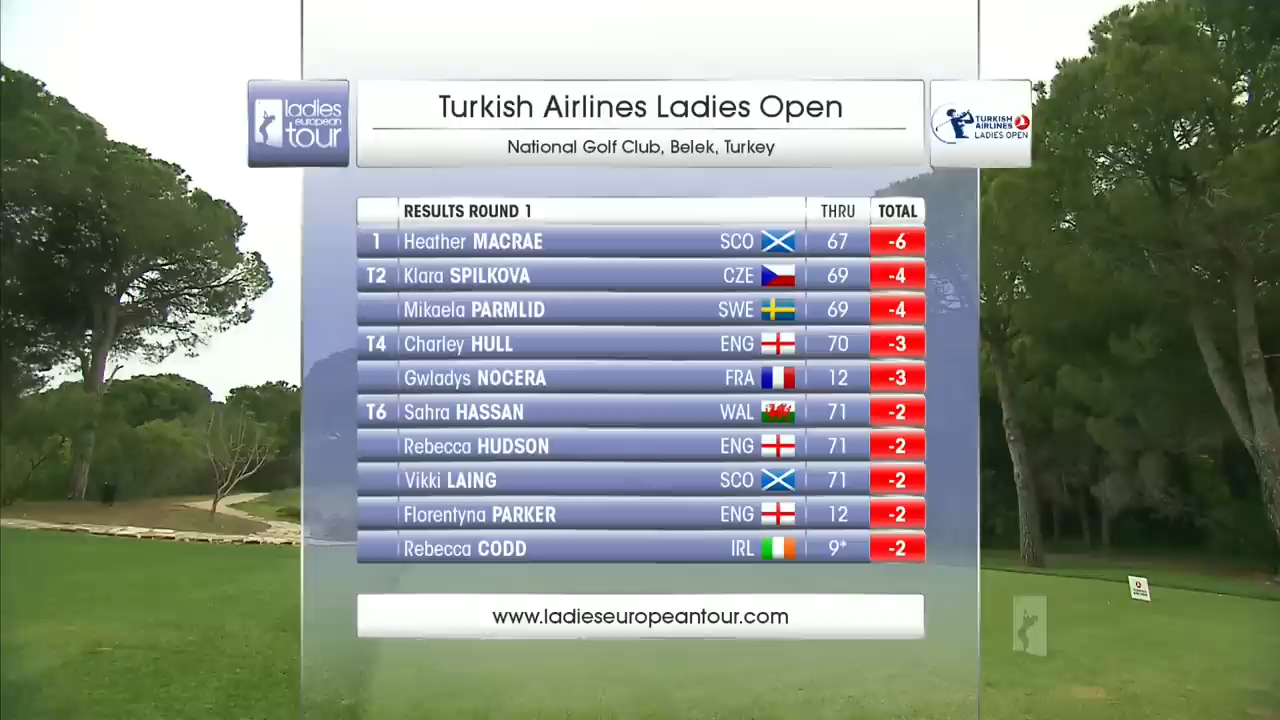 ladies
european
tour
Turkish Airlines Ladies Open
National Golf Club, Belek, Turkey
TURKISH
AIRLINES
LADIES OPEN
RESULTS ROUND 1 THRU TOTAL
1 Heather MACRAE SCO 67 -6
T2 Klara SPILKOVA CZE 69 -4
Mikaela PARMLID SWE 69 -4
T4 Charley HULL ENG 70 -3
Gwladys NOCERA FRA 12 -3
T6 Sahra HASSAN WAL 71 -2
Rebecca HUDSON ENG 71 -2
Vikki LAING SCO 71 -2
Florentyna PARKER ENG 12 -2
Rebecca CODD IRL 9* -2
www.ladieseuropeantour.com